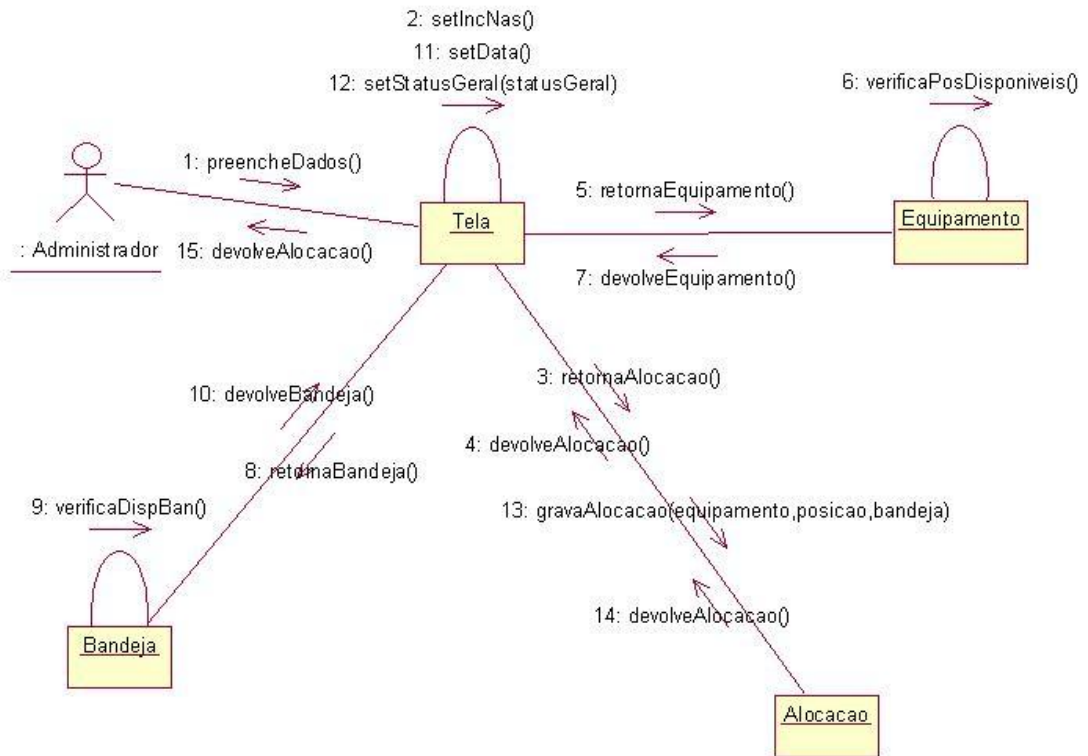 2: setIncNas()
11: setData()
12: setStatusGeral(statusGeral)
6: verificaPosDisponiveis()
1: preencheDados()
5: retornaEquipamento()
Tela
Equipamento
: Administrador
15: devolveAlocacao()
7: devolveEquipamento()
10: devolveBandeja()
3: retornaAlocacao()
4: devolveAlocacao()
8: retornaBandeja()
9: verificaDispBan()
13: gravaAlocacao(equipamento,posicao,bandeja)
14: devolveAlocacao()
Bandeja
Alocacao